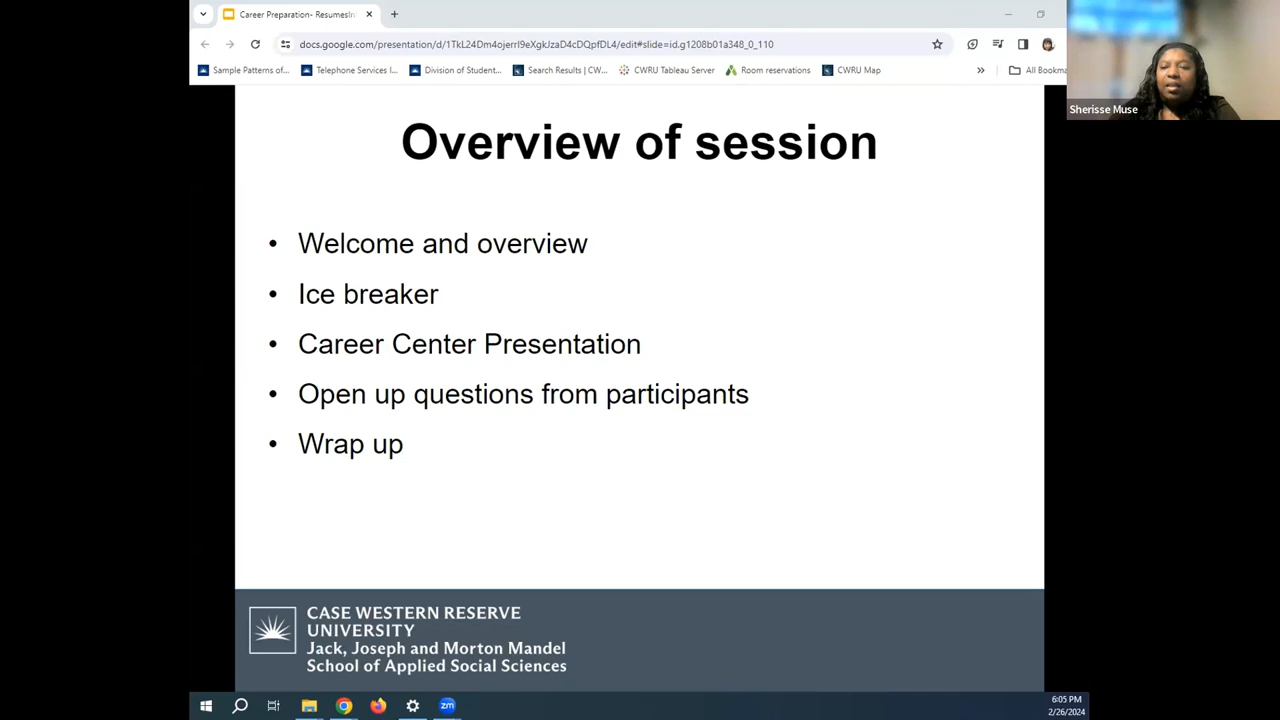 Career Preparation- ResumesIn
docs.google.com/presentation/d/1TkL24Dm4ojerrI9eXgkJzaD4cDQpfDL4/edit#slide=id.g1208b01a348_0_110
Sample Patterns of... Telephone Services I... Division of Student... Search Results | CW... CWRU Tableau Server Room reservations CWRU Map » All Bookma
Sherisse Muse
Overview of session
• Welcome and overview
• Ice breaker
• Career Center Presentation
• Open up questions from participants
• Wrap up
CASE WESTERN RESERVE
UNIVERSITY
Jack, Joseph and Morton Mandel
School of Applied Social Sciences
zm
6:05 PM
2/26/2024